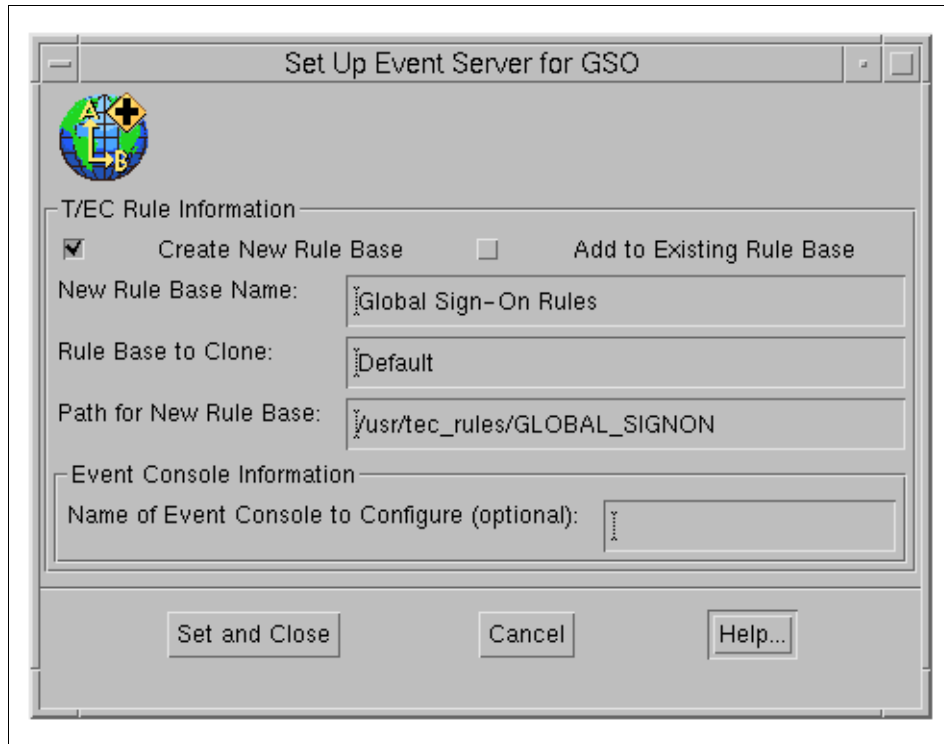 Set Up Event Server for GSO
A
B
T/EC Rule Information
Create New Rule Base Add to Existing Rule Base
New Rule Base Name: Global Sign-On Rules
Rule Base to Clone: Default
Path for New Rule Base: /usr/tec_rules/GLOBAL_SIGNON
Event Console Information
Name of Event Console to Configure (optional):
Set and Close Cancel Help...